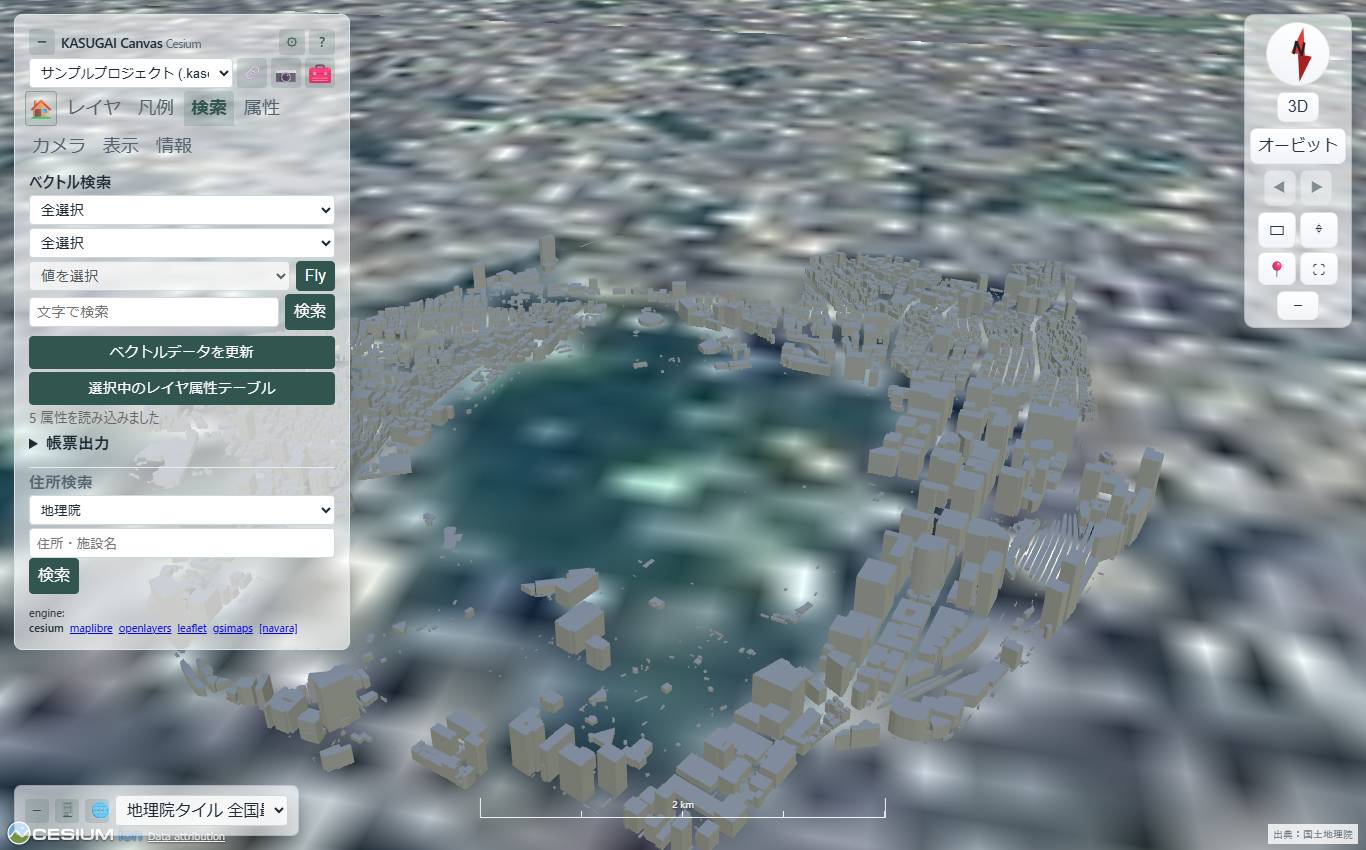 − KASUGAI Canvas Cesium ⚙ ?
サンプルプロジェクト (.kas
レイヤ 凡例 検索 属性
カメラ 表示 情報
ベクトル検索
全選択
全選択
値を選択 Fly
文字で検索 検索
ベクトルデータを更新
選択中のレイヤ属性テーブル
5 属性を読み込みました
▶ 帳票出力
住所検索
地理院
住所・施設名
検索
engine:
cesium maplibre openlayers leaflet gsimaps [navara]
N
3D
オービット
◀ ▶
−
2 km
− 地理院タイル 全国
CESIUM ion Data attribution
出典：国土地理院